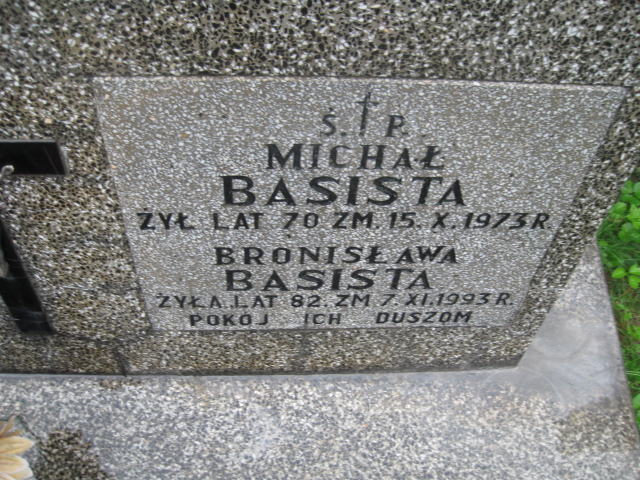 Ś. P.
MICHAŁ
BASISTA
ŻYŁ LAT 70 ZM. 15. X. 1973 R.
BRONISŁAWA
BASISTA
ŻYŁA LAT 82. ZM 7. XI. 1993 R.
POKÓJ ICH DUSZOM